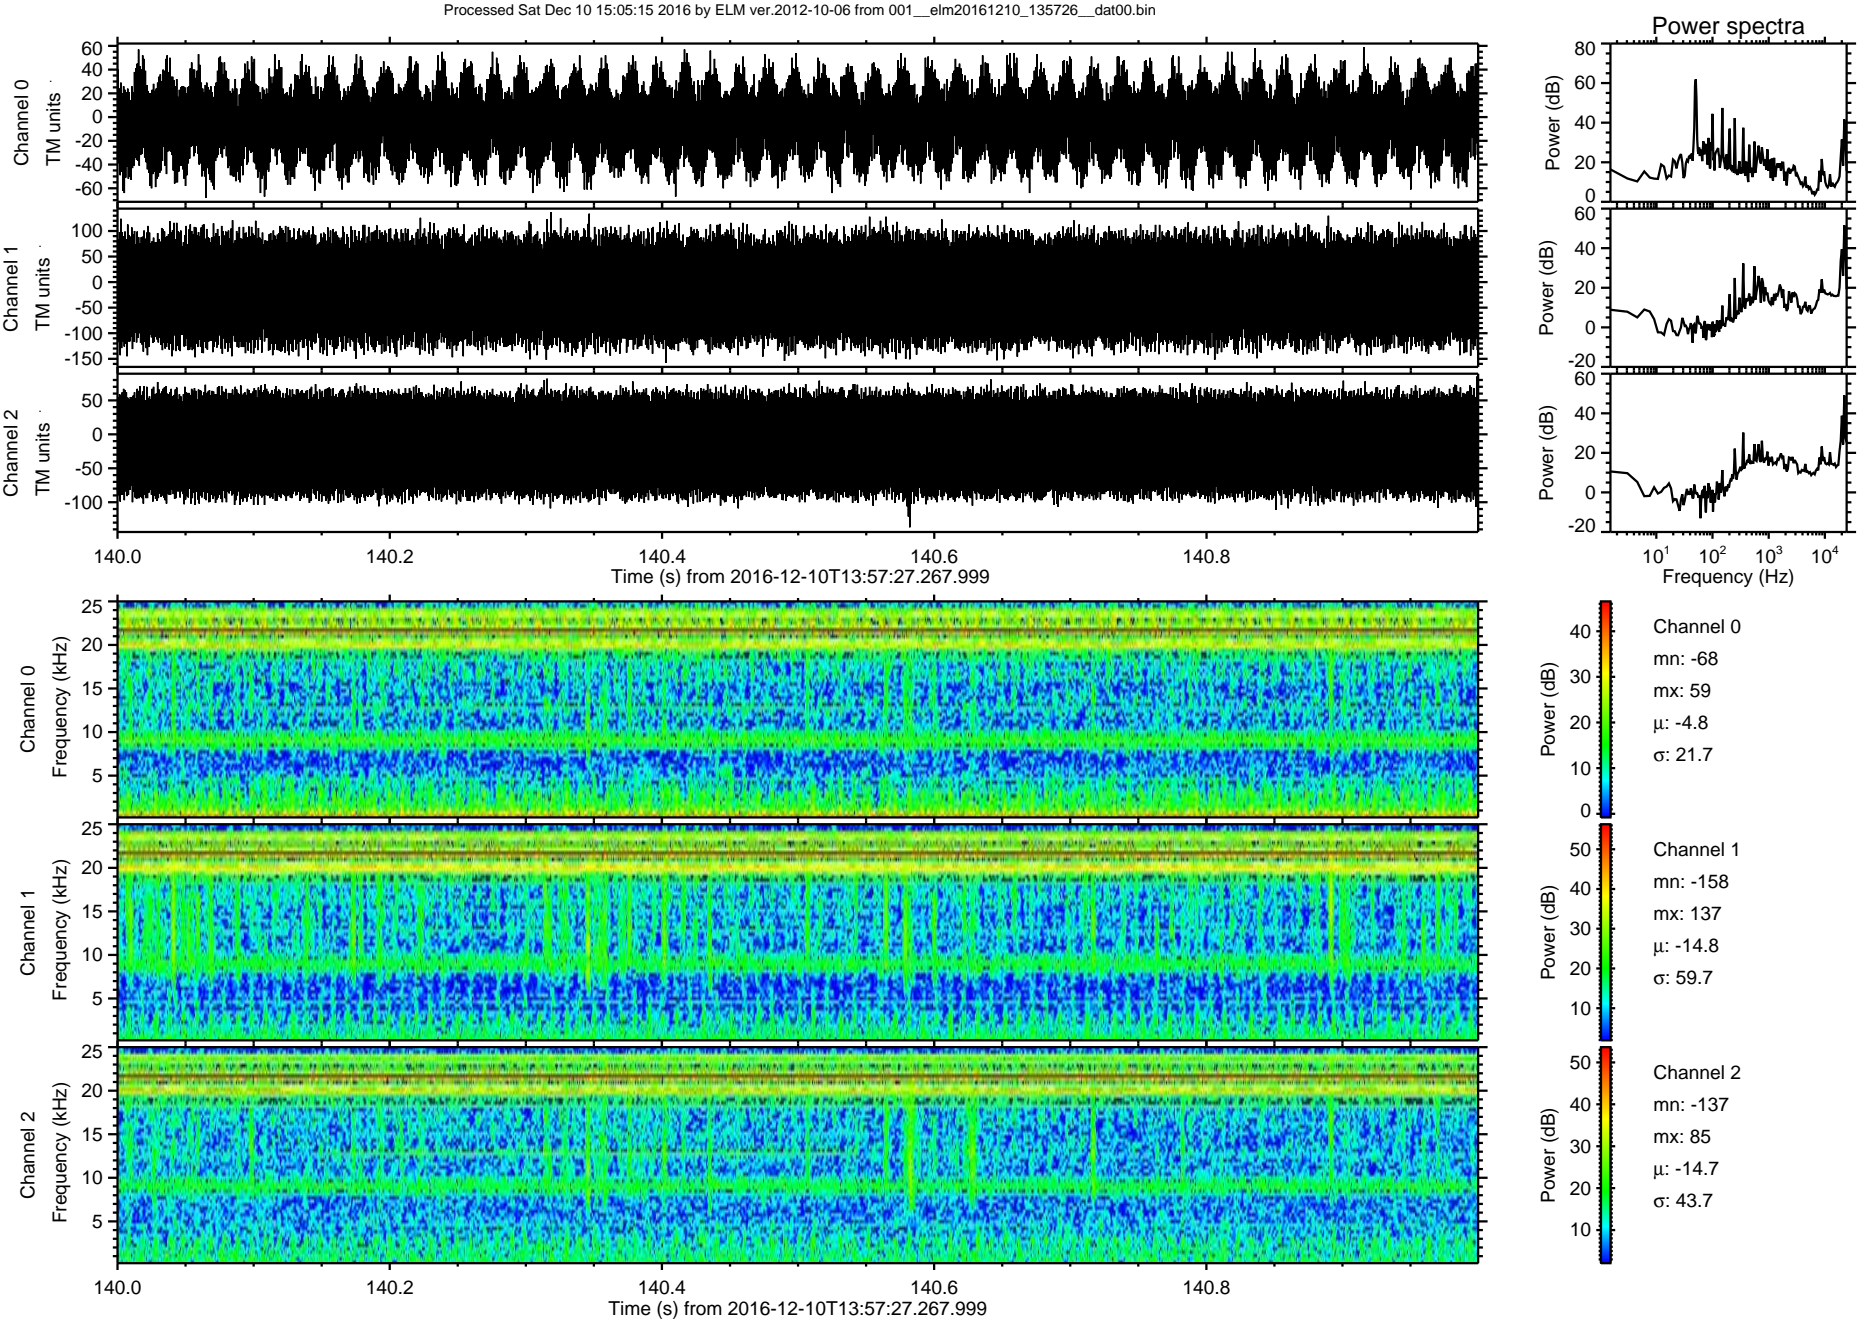 Processed Sat Dec 10 15:05:15 2016 by ELM ver.2012-10-06 from 001__elm20161210_135726__dat00.bin
Power spectra
Channel 0
TM units
60
40
20
0
-20
-40
-60
Power (dB)
80
60
40
20
0
Channel 1
TM units
100
50
0
-50
-100
-150
Power (dB)
60
40
20
0
-20
Channel 2
TM units
50
0
-50
-100
Power (dB)
60
40
20
0
-20
140.0 140.2 140.4 140.6 140.8
Time (s) from 2016-12-10T13:57:27.267.999
10^1 10^2 10^3 10^4
Frequency (Hz)
Channel 0
Frequency (kHz)
25
20
15
10
5
Power (dB)
40
30
20
10
0
Channel 0
mn: -68
mx: 59
µ: -4.8
σ: 21.7
Channel 1
Frequency (kHz)
25
20
15
10
5
Power (dB)
50
40
30
20
10
Channel 1
mn: -158
mx: 137
µ: -14.8
σ: 59.7
Channel 2
Frequency (kHz)
25
20
15
10
5
Power (dB)
50
40
30
20
10
Channel 2
mn: -137
mx: 85
µ: -14.7
σ: 43.7
140.0 140.2 140.4 140.6 140.8
Time (s) from 2016-12-10T13:57:27.267.999